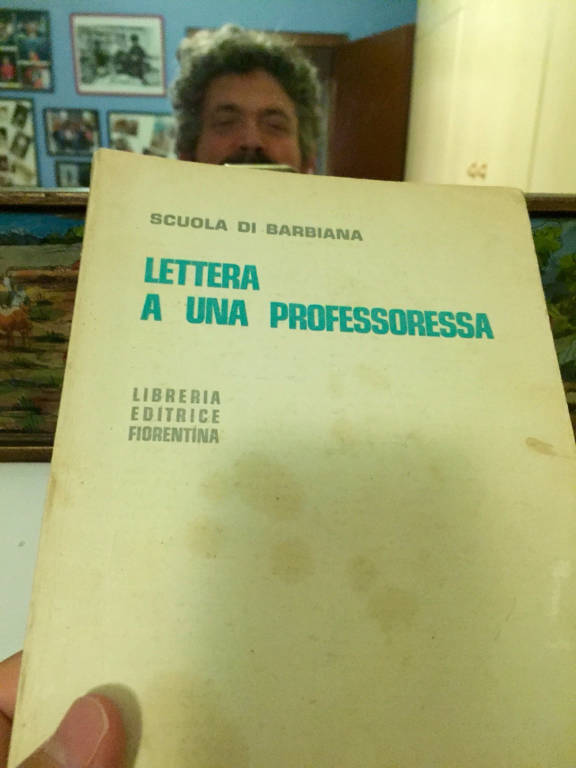 SCUOLA DI BARBIANA
LETTERA
A UNA PROFESSORESSA
LIBRERIA
EDITRICE
FIORENTINA